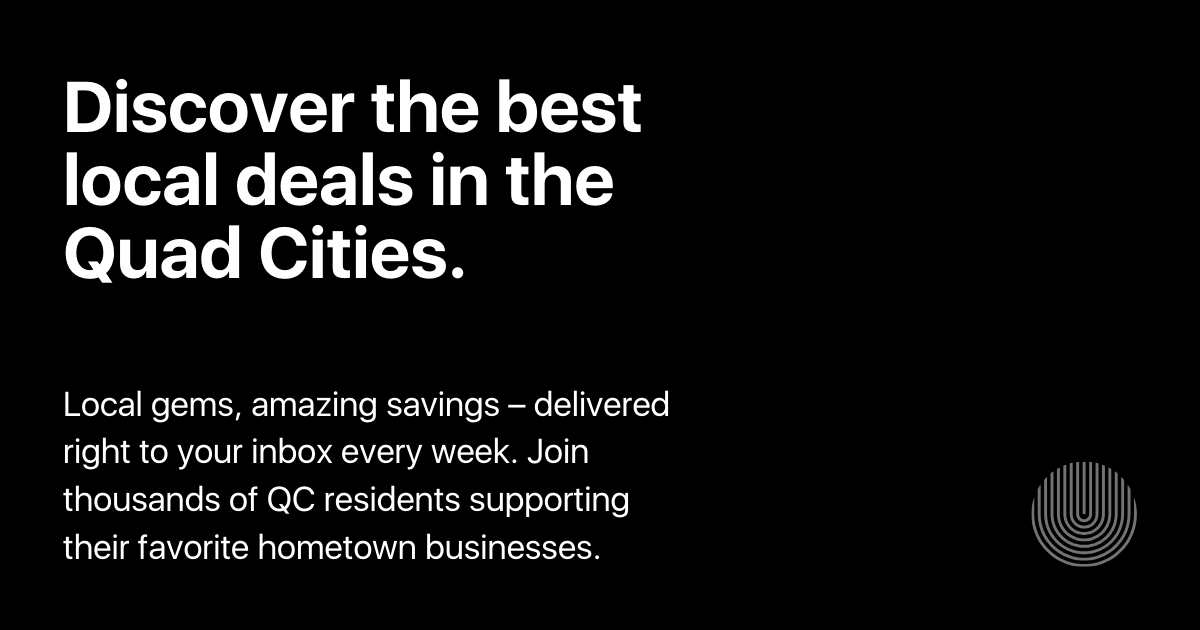 Discover the best
local deals in the
Quad Cities.
Local gems, amazing savings – delivered
right to your inbox every week. Join
thousands of QC residents supporting
their favorite hometown businesses.